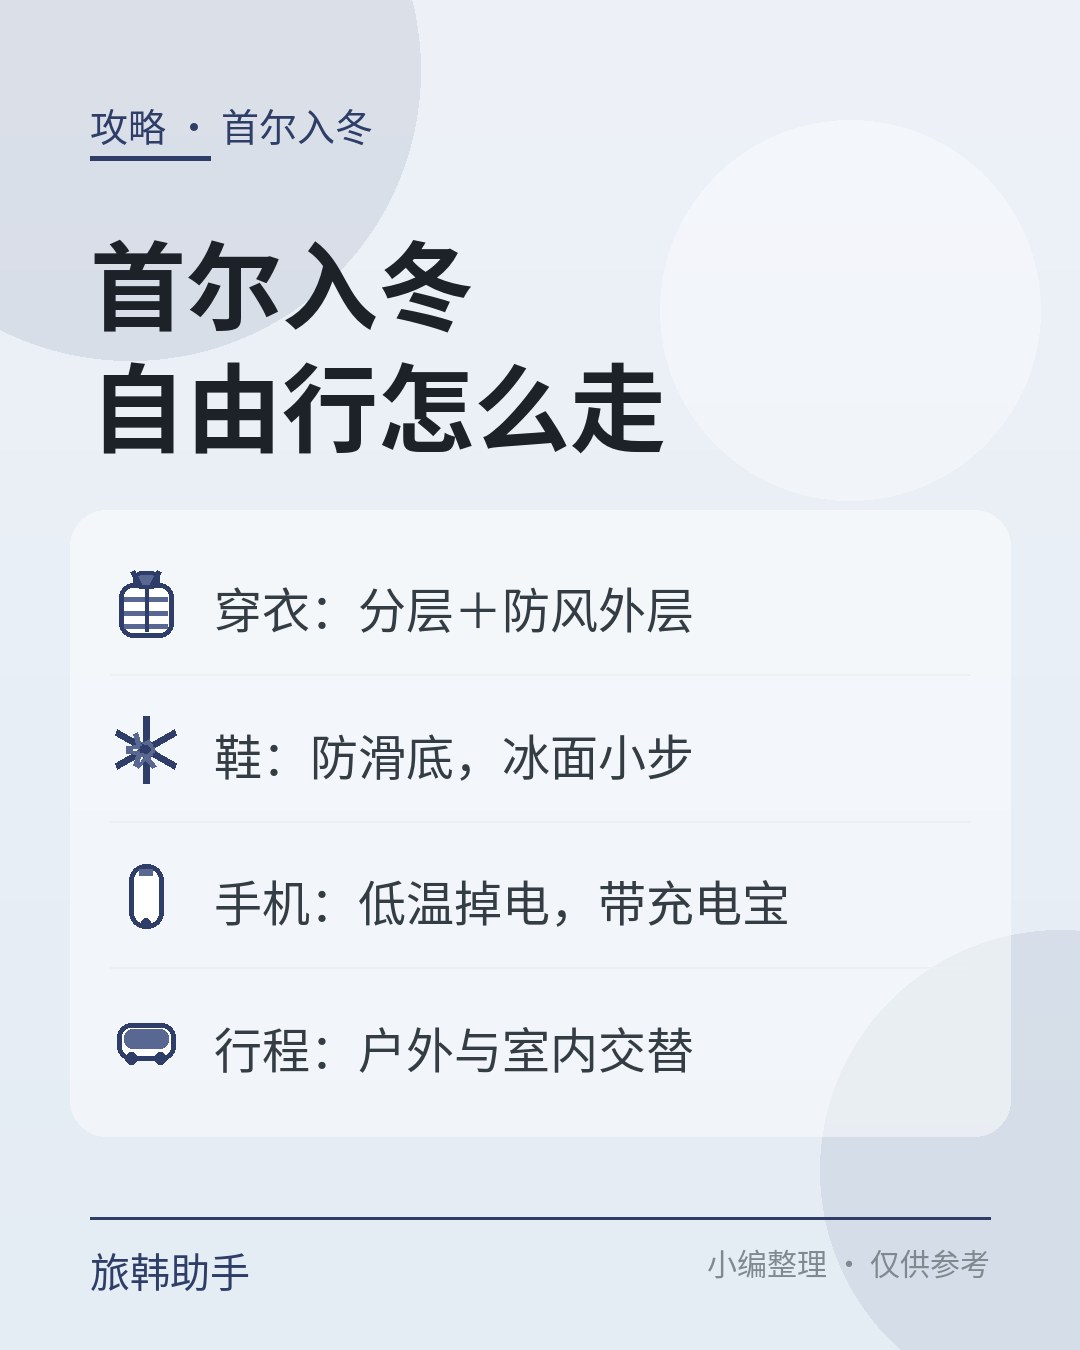 攻略 · 首尔入冬
首尔入冬
自由行怎么走
穿衣：分层＋防风外层
鞋：防滑底，冰面小步
手机：低温掉电，带充电宝
行程：户外与室内交替
旅韩助手
小编整理 · 仅供参考